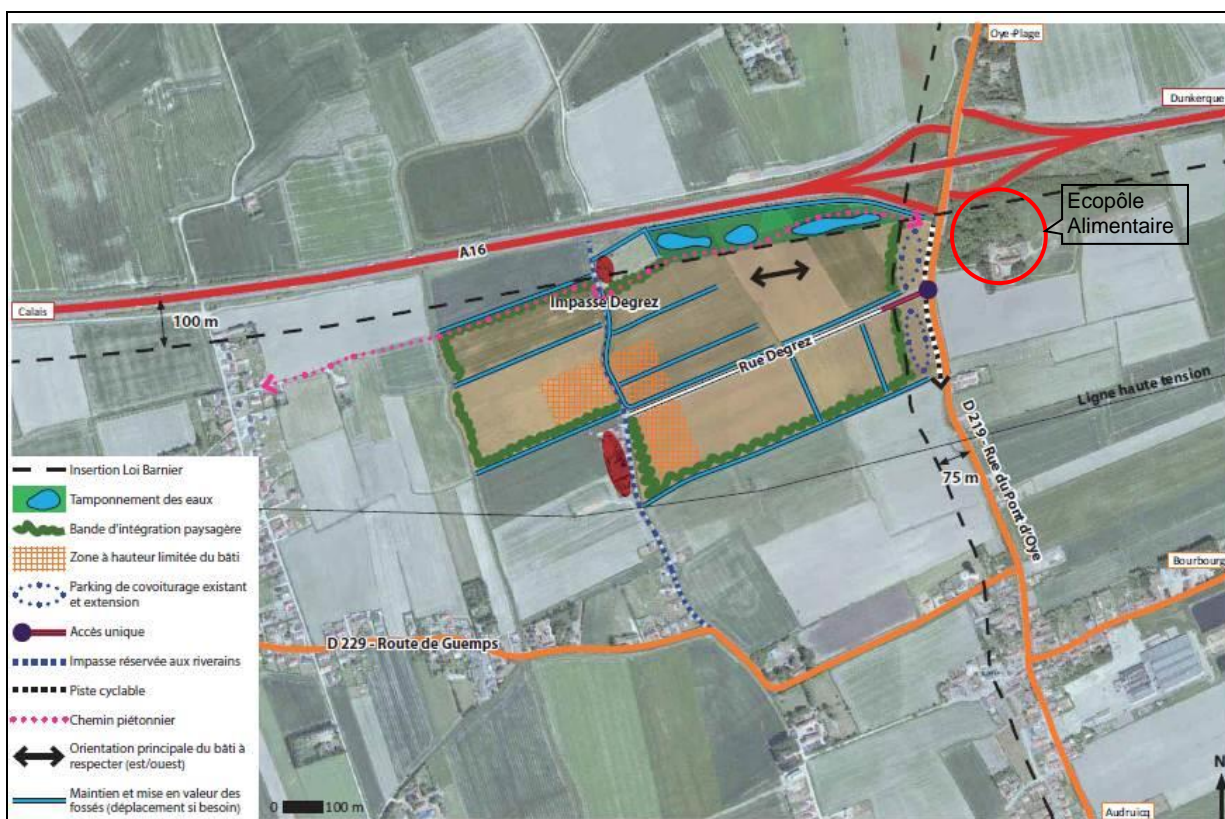 Oye-Plage
Dunkerque
Ecopôle
Alimentaire
A16
Calais
100 m
Impasse Degrez
Rue Degrez
Ligne haute tension
D 219 - Rue du Pont d'Oye
75 m
Bourbourg
D 229 - Route de Guemps
Audruicq
N
Insertion Loi Barnier
Tamponnement des eaux
Bande d'intégration paysagère
Zone à hauteur limitée du bâti
Parking de covoiturage existant
et extension
Accès unique
Impasse réservée aux riverains
Piste cyclable
Chemin piétonnier
Orientation principale du bâti à
respecter (est/ouest)
Maintien et mise en valeur des
fossés (déplacement si besoin)
0 100 m